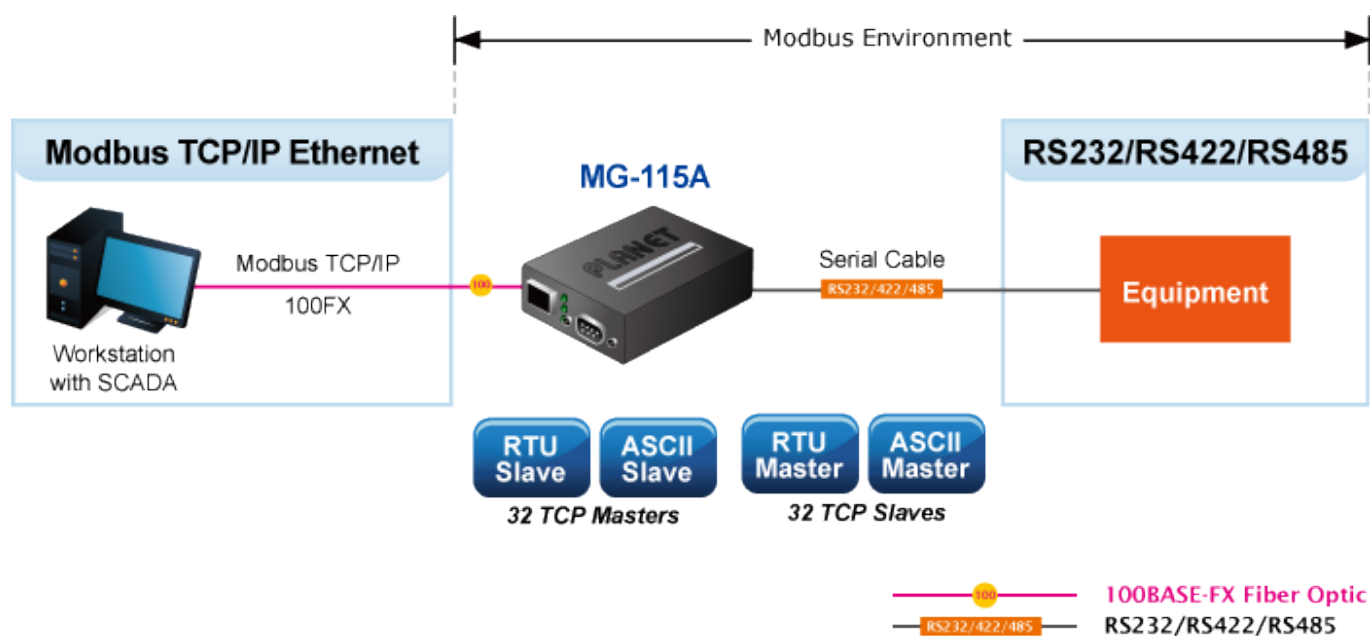 Modbus Environment
Modbus TCP/IP Ethernet
RS232/RS422/RS485
MG-115A
PLANET
Modbus TCP/IP
100
100FX
Serial Cable
RS232/422/485
Equipment
Workstation
with SCADA
RTU
Slave
ASCII
Slave
RTU
Master
ASCII
Master
32 TCP Masters
32 TCP Slaves
100
100BASE-FX Fiber Optic
RS232/422/485
RS232/RS422/RS485